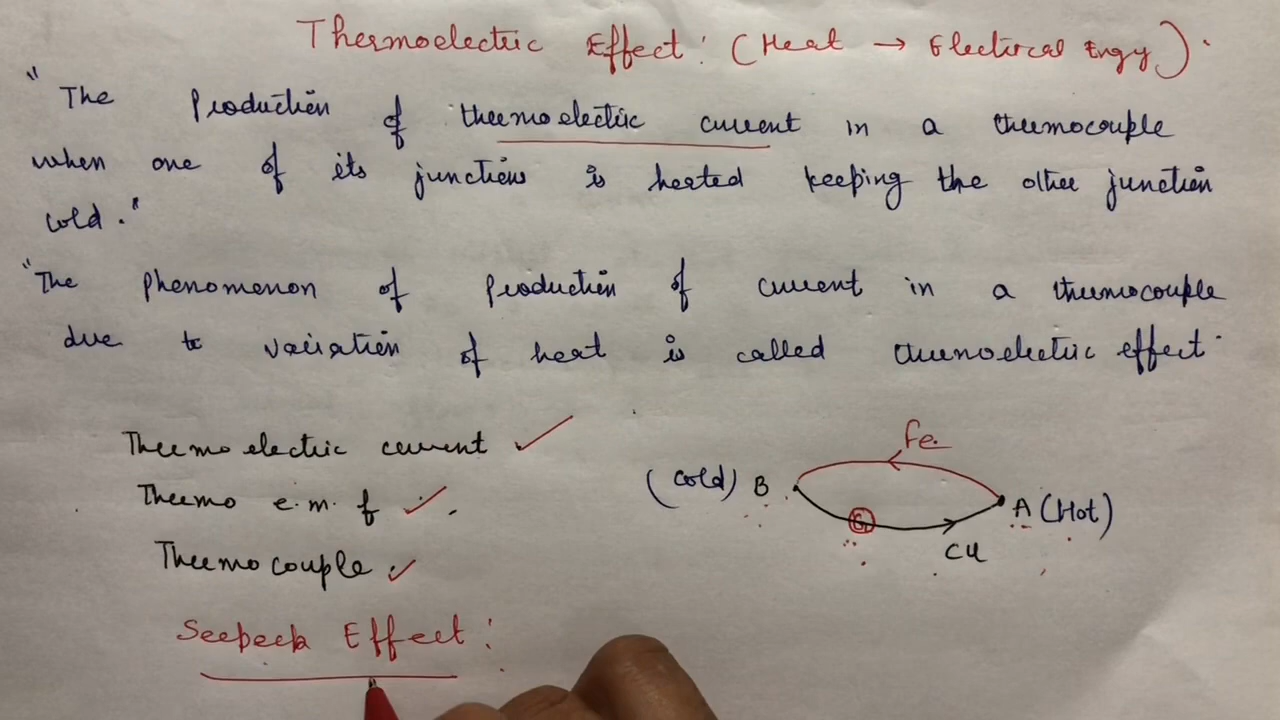 Thermoelectric Effect: (Heat → Electrical Engy).
"The Production of thermoelectric current in a thermocouple
when one of its junctions is heated keeping the other junction
cold."
"The phenomenon of production of current in a thermocouple
due to variation of heat is called thermoelectric effect.
Thermo electric current ✓
Thermo e.m.f ✓.
Thermo couple ✓
Seebeck Effect:
Fe
(cold) B
G
A (Hot)
Cu